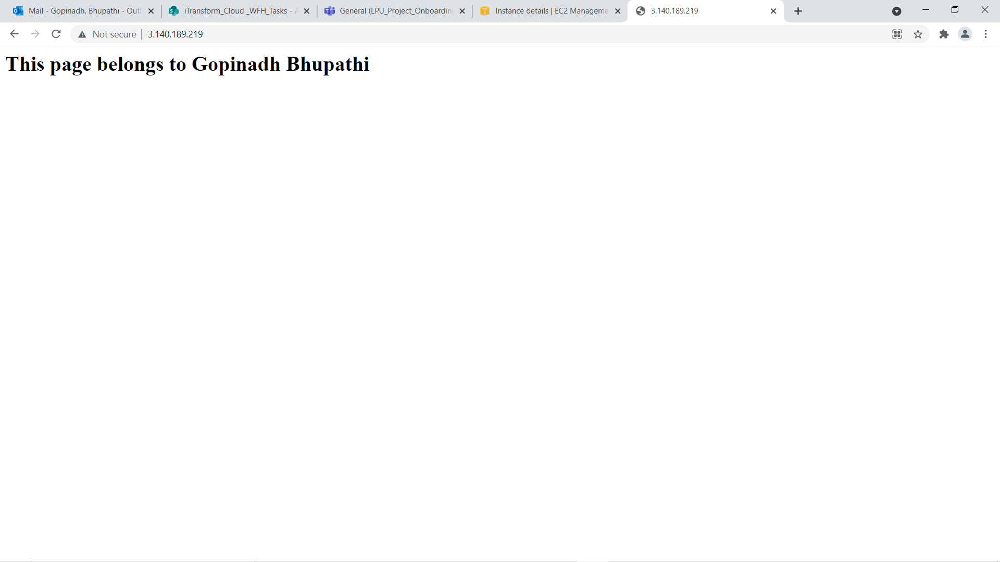 Mail - Gopinadh, Bhupathi - Outl
iTransform_Cloud _WFH_Tasks - A
General (LPU_Project_Onboarding
Instance details | EC2 Manageme
3.140.189.219
Not secure | 3.140.189.219
This page belongs to Gopinadh Bhupathi